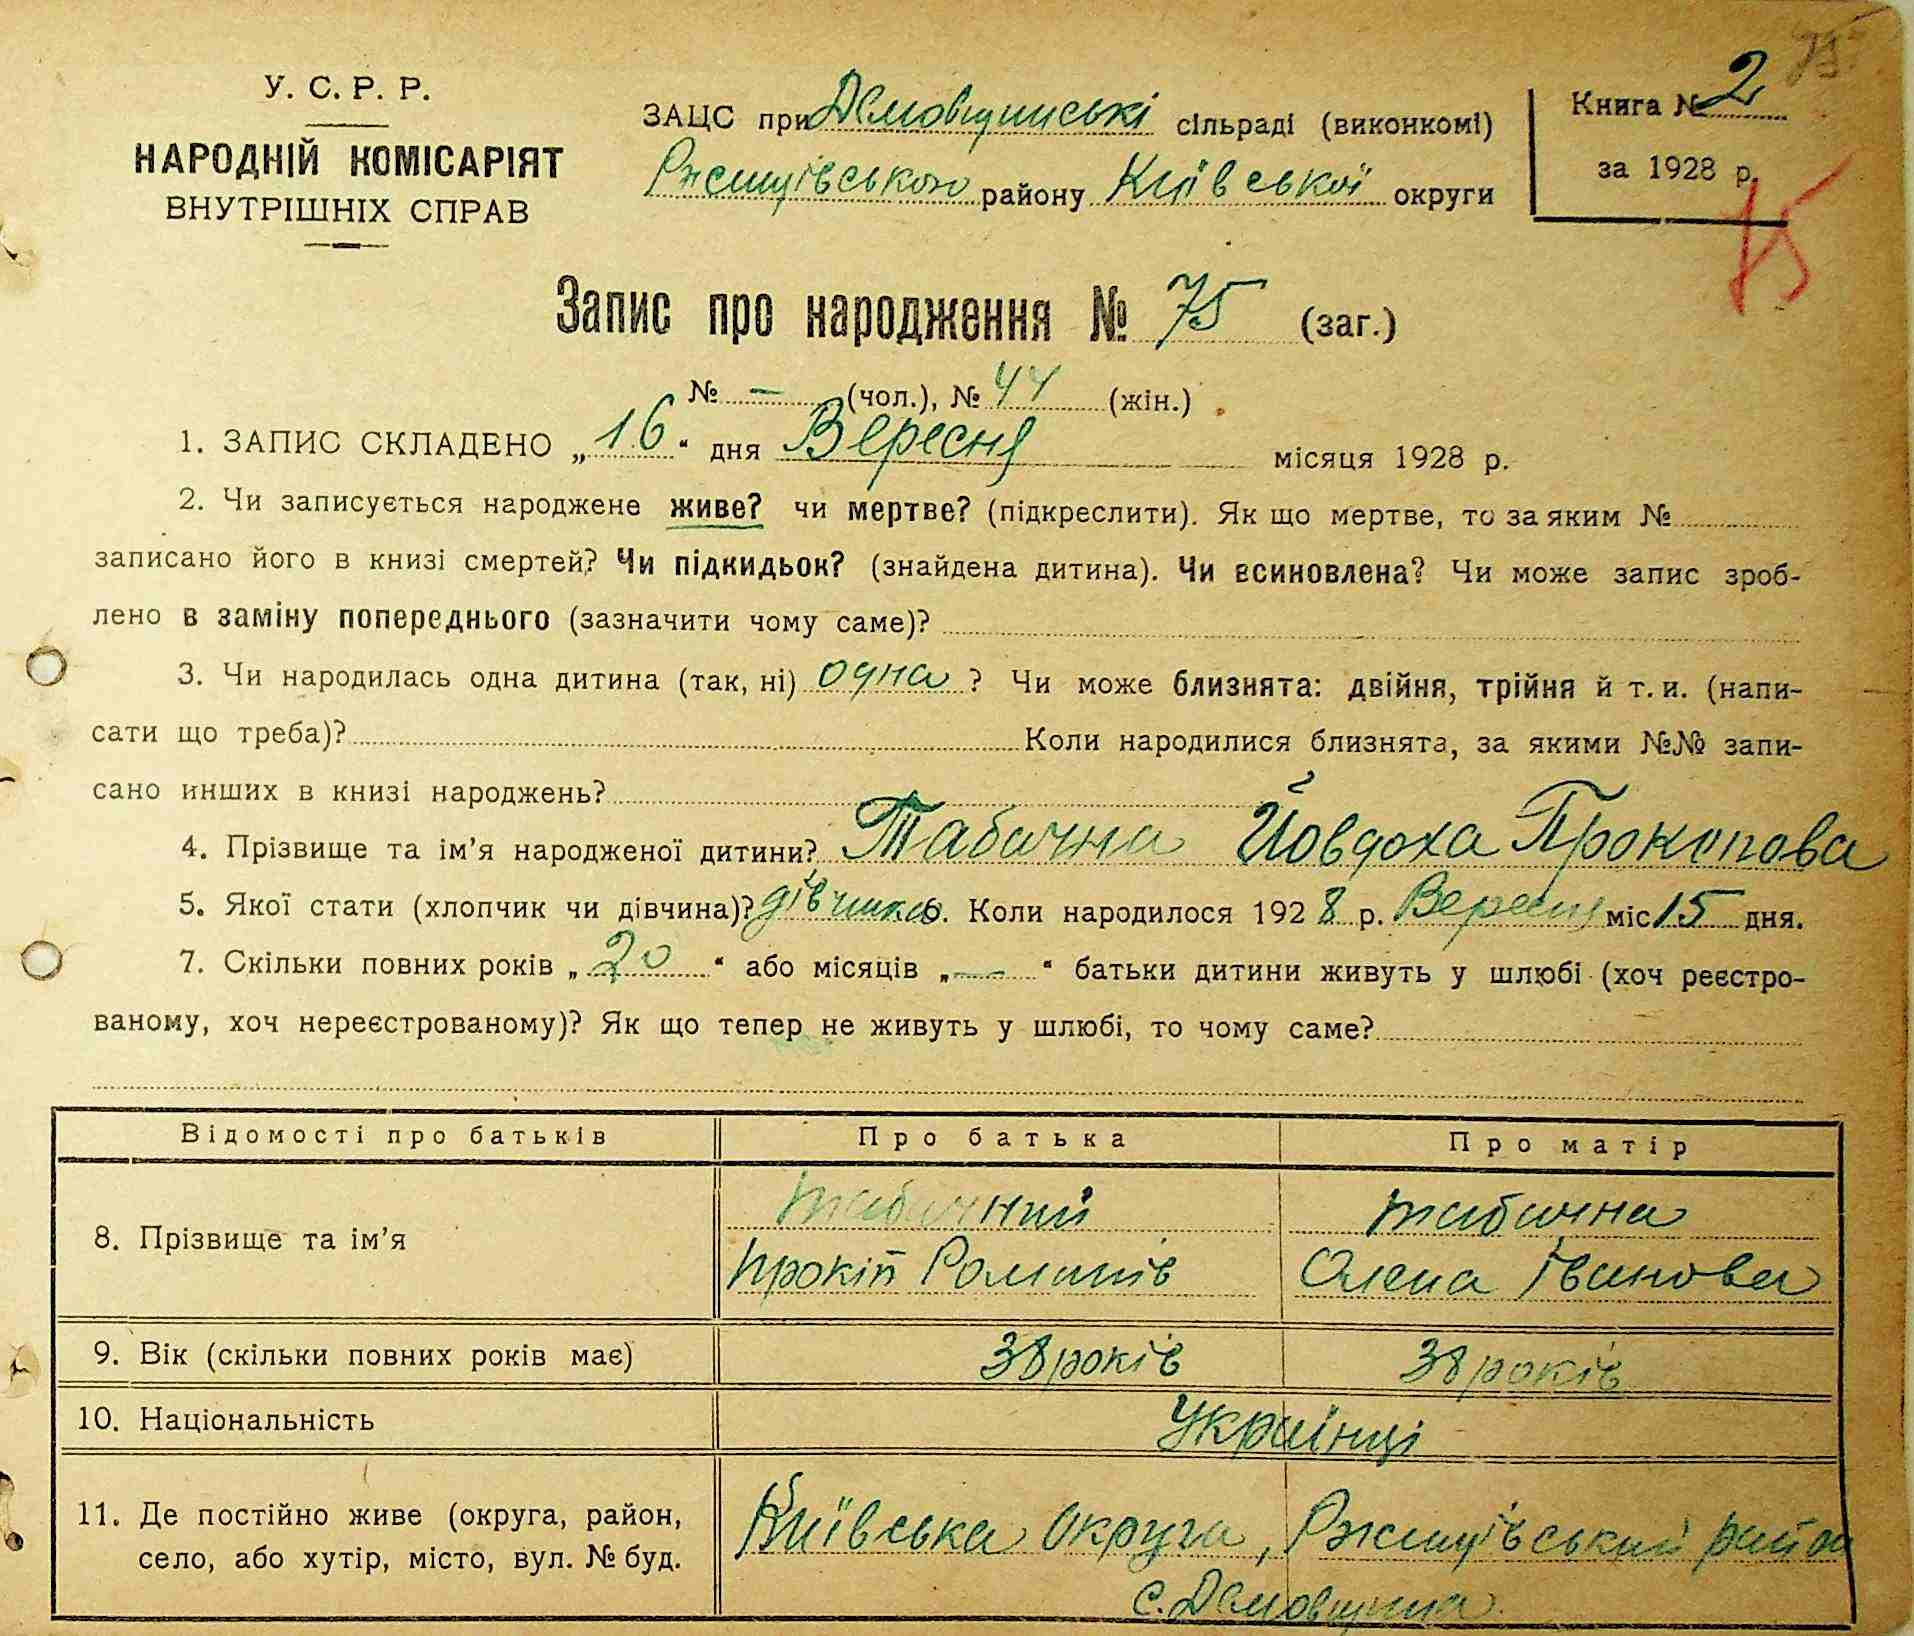 75
У. С. Р. Р.
НАРОДНІЙ КОМІСАРІЯТ
ВНУТРІШНІХ СПРАВ
ЗАЦС при Демовщинські сільраді (виконкомі)
Ржищівського району Київської округи
Книга № 2
за 1928 р.
75
Запис про народження № 75 (заг.)
№ — (чол.), № 44 (жін.)
1. ЗАПИС СКЛАДЕНО „16“ дня Вересня місяця 1928 р.
2. Чи записується народжене живе? чи мертве? (підкреслити). Як що мертве, то за яким №
записано його в книзі смертей? Чи підкидьок? (знайдена дитина). Чи всиновлена? Чи може запис зроб-
лено в заміну попереднього (зазначити чому саме)?
3. Чи народилась одна дитина (так, ні) одна ? Чи може близнята: двійня, трійня й т. и. (напи-
сати що треба)? Коли народилися близнята, за якими №№ запи-
сано инших в книзі народжень?
4. Прізвище та ім’я народженої дитини? Табачна Йовдоха Прокопова
5. Якої стати (хлопчик чи дівчина)? дівчинка 6. Коли народилося 1928 р. Вересня міс 15 дня.
7. Скільки повних років „20“ або місяців „—“ батьки дитини живуть у шлюбі (хоч реєстро-
ваному, хоч нереєстрованому)? Як що тепер не живуть у шлюбі, то чому саме?
Відомості про батьків Про батька Про матір
8. Прізвище та ім’я
Табачний Табачна
Прокіп Романів Олена Іванова
9. Вік (скільки повних років має) 38 років 38 років
10. Національність Українці
11. Де постійно живе (округа, район, Київська округа, Ржищівський район
село, або хутір, місто, вул. № буд. с. Демовщина